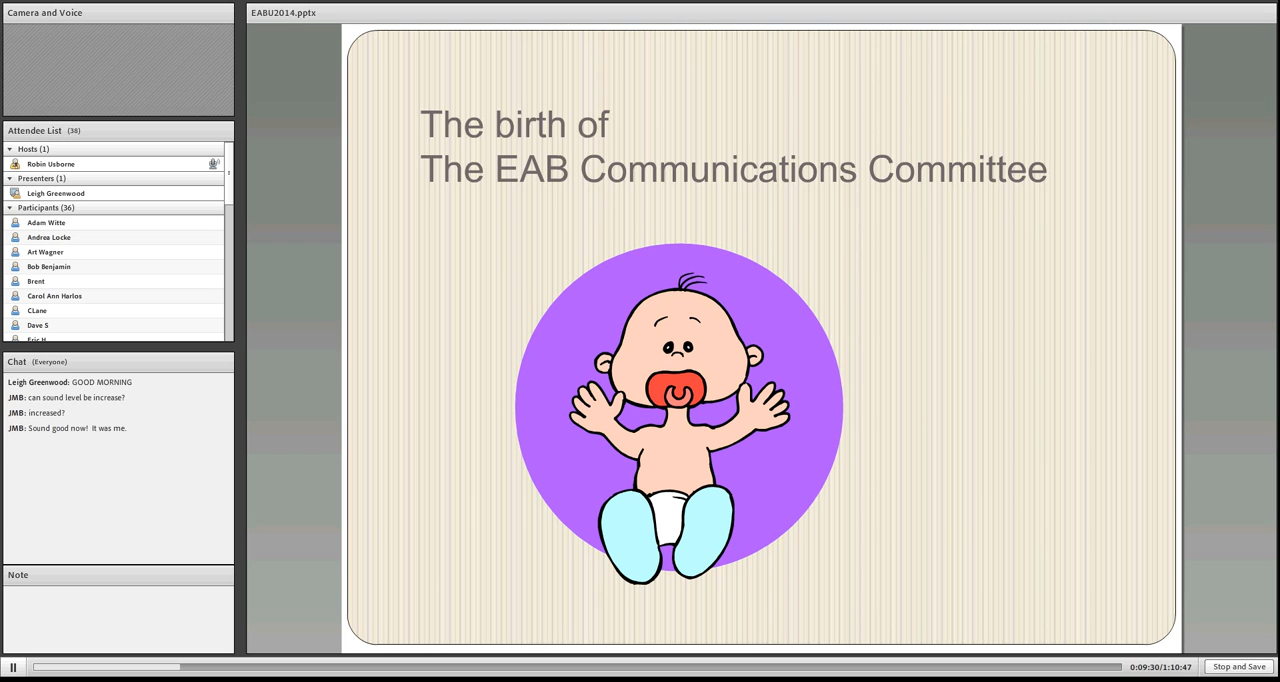 Camera and Voice
Attendee List (38)
Hosts (1)
Robin Usborne
Presenters (1)
Leigh Greenwood
Participants (36)
Adam Witte
Andrea Locke
Art Wagner
Bob Benjamin
Brent
Carol Ann Harlos
CLane
Dave S
Eric H
Chat (Everyone)
Leigh Greenwood: GOOD MORNING
JMB: can sound level be increase?
JMB: increased?
JMB: Sound good now! It was me.
Note
EABU2014.pptx
The birth of
The EAB Communications Committee
0:09:30/1:10:47
Stop and Save